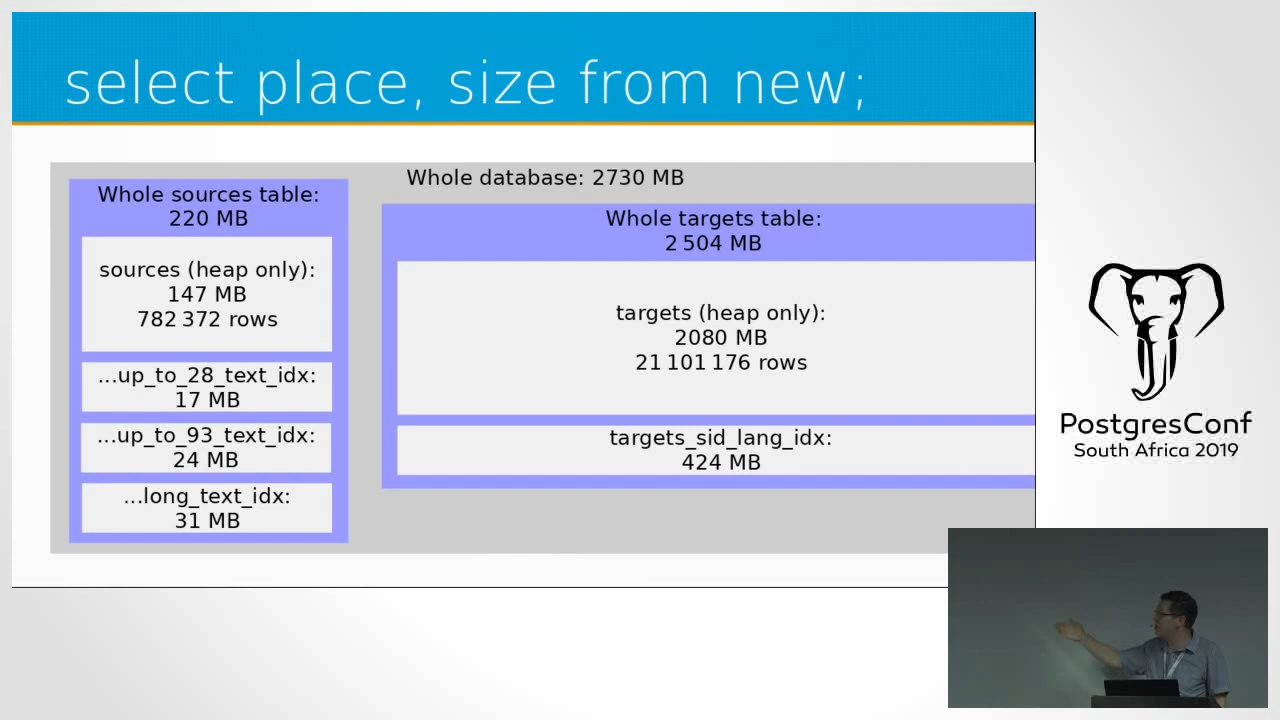 select place, size from new;
Whole database: 2730 MB
Whole sources table:
220 MB
sources (heap only):
147 MB
782 372 rows
...up_to_28_text_idx:
17 MB
...up_to_93_text_idx:
24 MB
...long_text_idx:
31 MB
Whole targets table:
2 504 MB
targets (heap only):
2080 MB
21 101 176 rows
targets_sid_lang_idx:
424 MB
PostgresConf
South Africa 2019